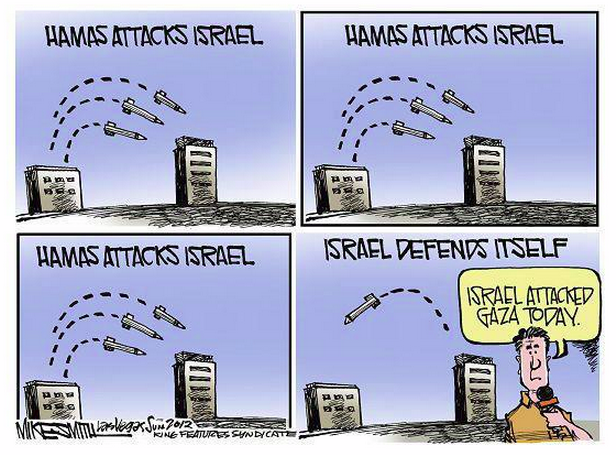 HAMAS ATTACKS ISRAEL
HAMAS ATTACKS ISRAEL
HAMAS ATTACKS ISRAEL
ISRAEL DEFENDS ITSELF
ISRAEL ATTACKED
GAZA TODAY.
MIKE SMITH Las Vegas Sun 2012
KING FEATURES SYNDICATE